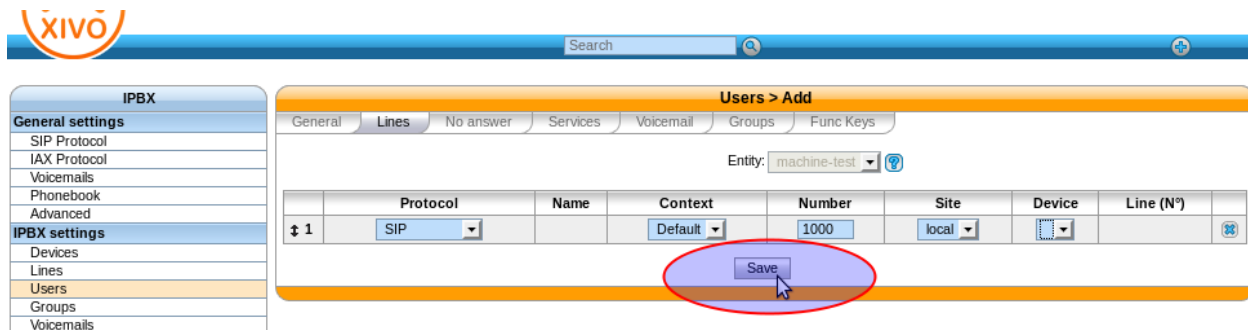 XIVO
Search
IPBX
General settings
SIP Protocol
IAX Protocol
Voicemails
Phonebook
Advanced
IPBX settings
Devices
Lines
Users
Groups
Voicemails
Users > Add
General Lines No answer Services Voicemail Groups Func Keys
Entity: machine-test ?
Protocol Name Context Number Site Device Line (N°)
1 SIP Default 1000 local
Save